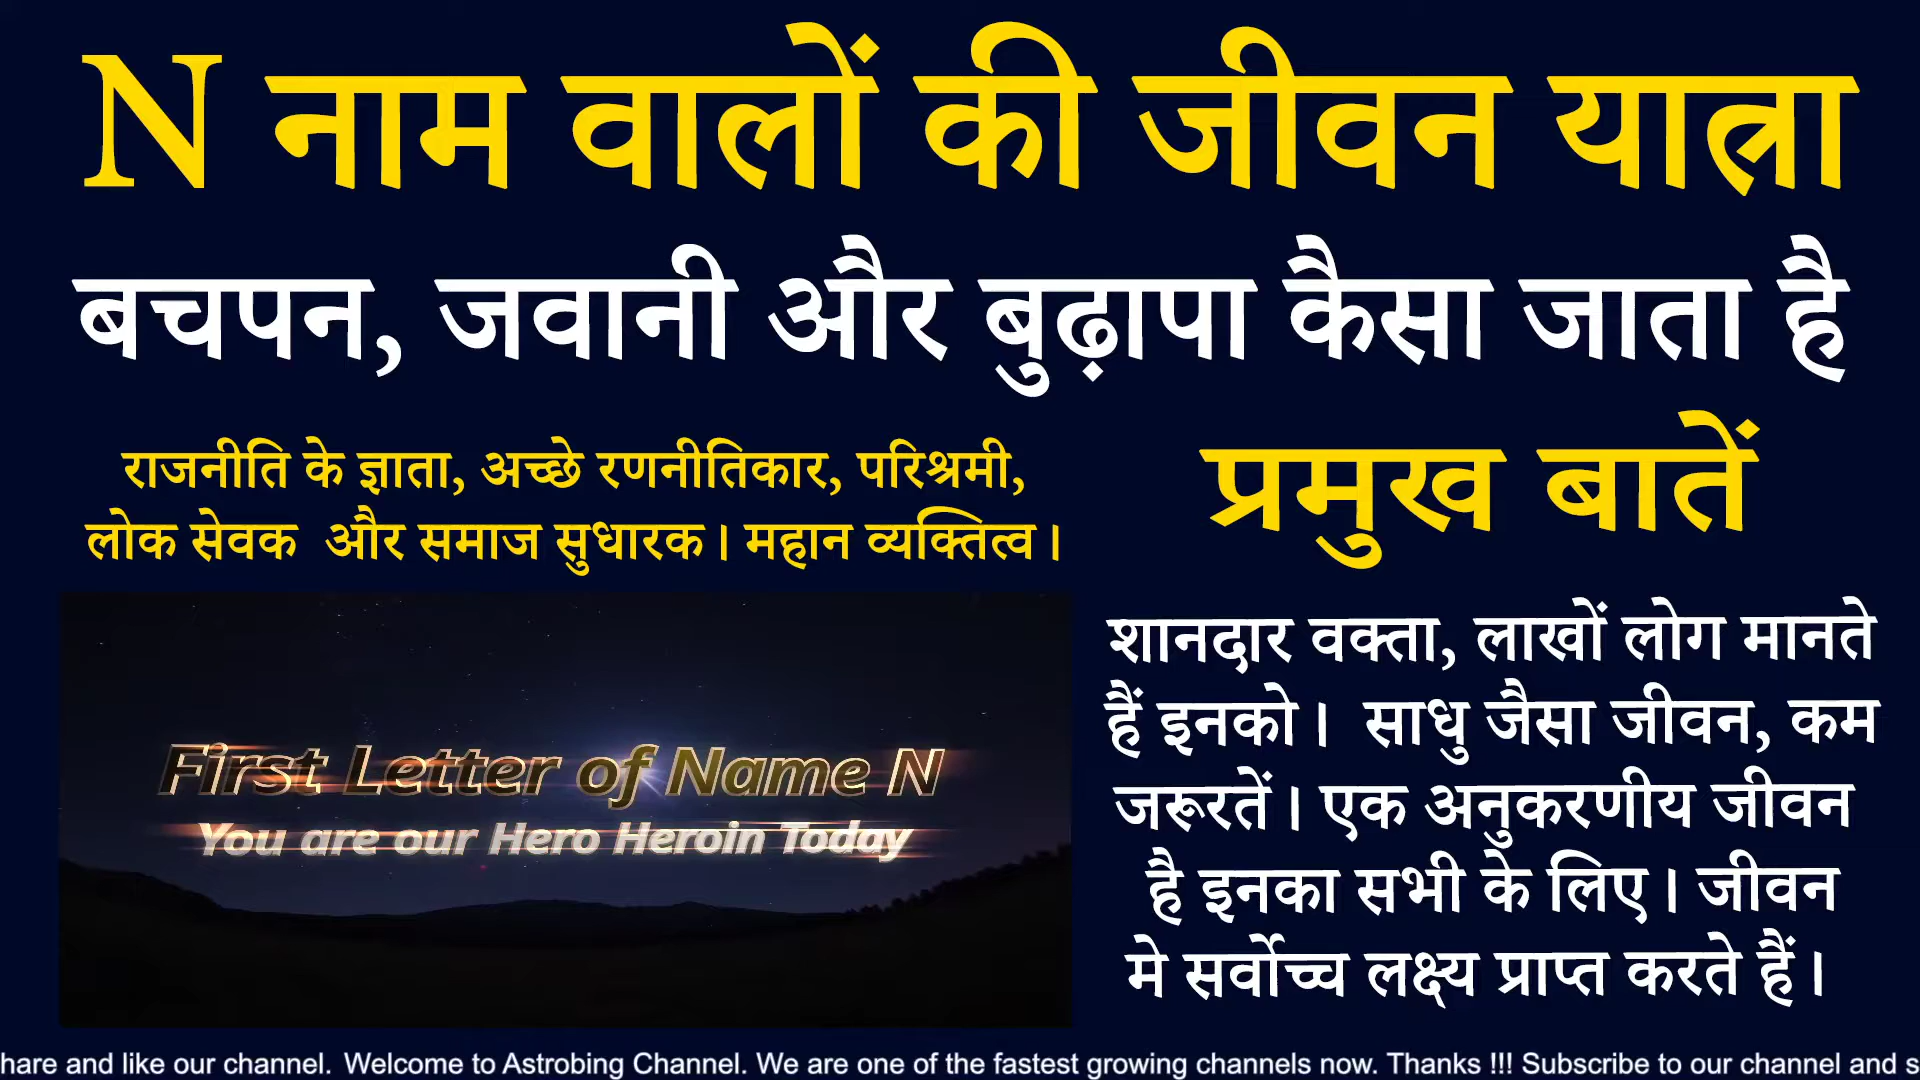 N नाम वालों की जीवन यात्रा
बचपन, जवानी और बुढ़ापा कैसा जाता है
राजनीति के ज्ञाता, अच्छे रणनीतिकार, परिश्रमी,
लोक सेवक और समाज सुधारक। महान व्यक्तित्व।
प्रमुख बातें
First Letter of Name N
You are our Hero Heroin Today
शानदार वक्ता, लाखों लोग मानते
हैं इनको। साधु जैसा जीवन, कम
जरूरतें। एक अनुकरणीय जीवन
है इनका सभी के लिए। जीवन
मे सर्वोच्च लक्ष्य प्राप्त करते हैं।
hare and like our channel. Welcome to Astrobing Channel. We are one of the fastest growing channels now. Thanks !!! Subscribe to our channel and s